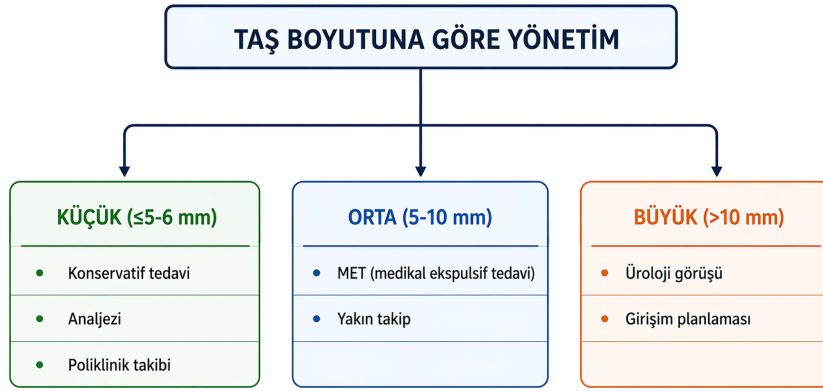 TAŞ BOYUTUNA GÖRE YÖNETİM
KÜÇÜK (≤5-6 mm)
• Konservatif tedavi
• Analjezi
• Poliklinik takibi
ORTA (5-10 mm)
• MET (medikal ekspulsif tedavi)
• Yakın takip
BÜYÜK (>10 mm)
• Üroloji görüşü
• Girişim planlaması